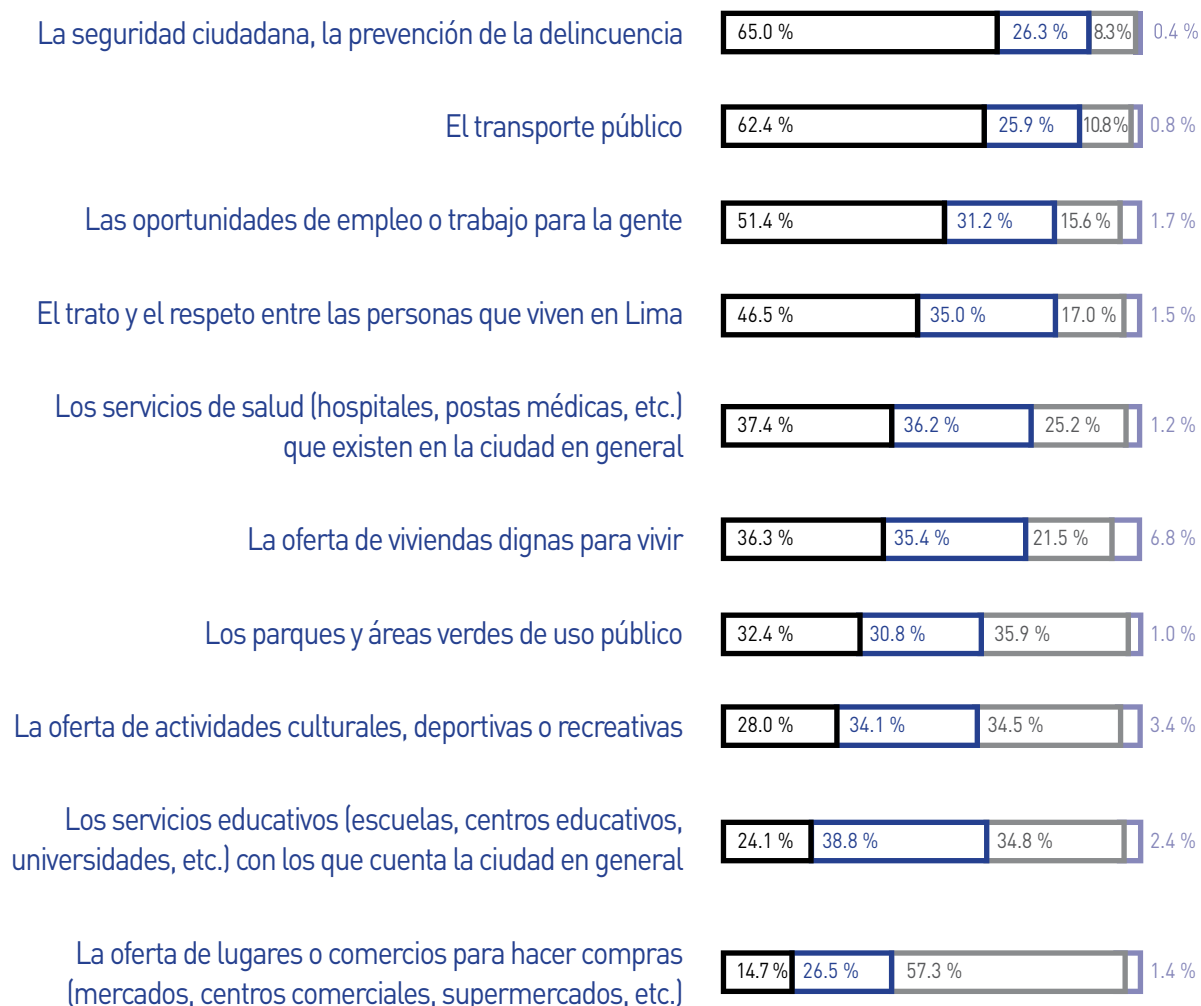 La seguridad ciudadana, la prevención de la delincuencia 65.0 % 26.3 % 8.3% 0.4 %
El transporte público 62.4 % 25.9 % 10.8% 0.8 %
Las oportunidades de empleo o trabajo para la gente 51.4 % 31.2 % 15.6 % 1.7 %
El trato y el respeto entre las personas que viven en Lima 46.5 % 35.0 % 17.0 % 1.5 %
Los servicios de salud (hospitales, postas médicas, etc.)
que existen en la ciudad en general 37.4 % 36.2 % 25.2 % 1.2 %
La oferta de viviendas dignas para vivir 36.3 % 35.4 % 21.5 % 6.8 %
Los parques y áreas verdes de uso público 32.4 % 30.8 % 35.9 % 1.0 %
La oferta de actividades culturales, deportivas o recreativas 28.0 % 34.1 % 34.5 % 3.4 %
Los servicios educativos (escuelas, centros educativos,
universidades, etc.) con los que cuenta la ciudad en general 24.1 % 38.8 % 34.8 % 2.4 %
La oferta de lugares o comercios para hacer compras
(mercados, centros comerciales, supermercados, etc.) 14.7 % 26.5 % 57.3 % 1.4 %